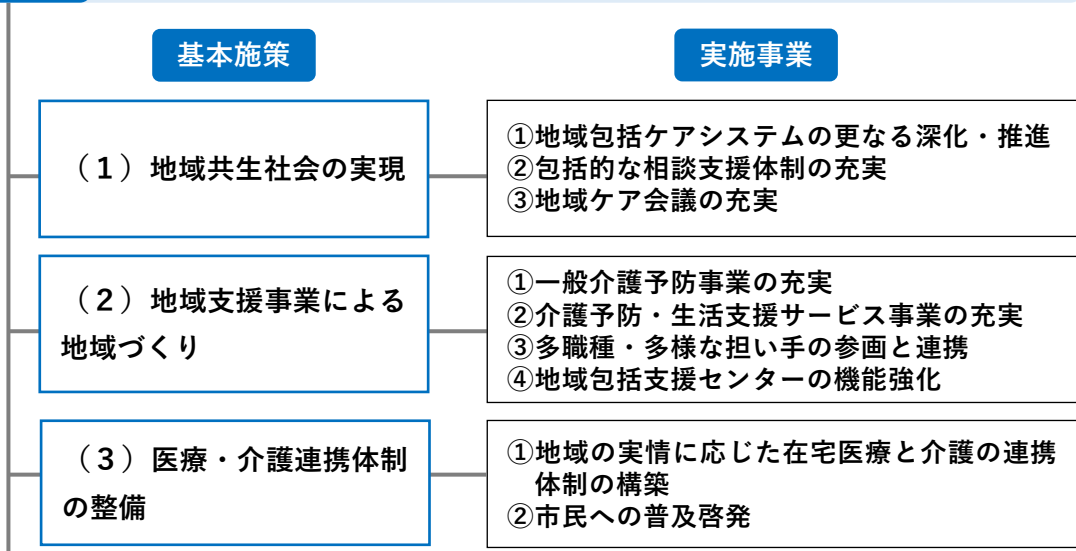 基本施策
実施事業
（１）地域共生社会の実現
①地域包括ケアシステムの更なる深化・推進
②包括的な相談支援体制の充実
③地域ケア会議の充実
（２）地域支援事業による
地域づくり
①一般介護予防事業の充実
②介護予防・生活支援サービス事業の充実
③多職種・多様な担い手の参画と連携
④地域包括支援センターの機能強化
（３）医療・介護連携体制
の整備
①地域の実情に応じた在宅医療と介護の連携
体制の構築
②市民への普及啓発